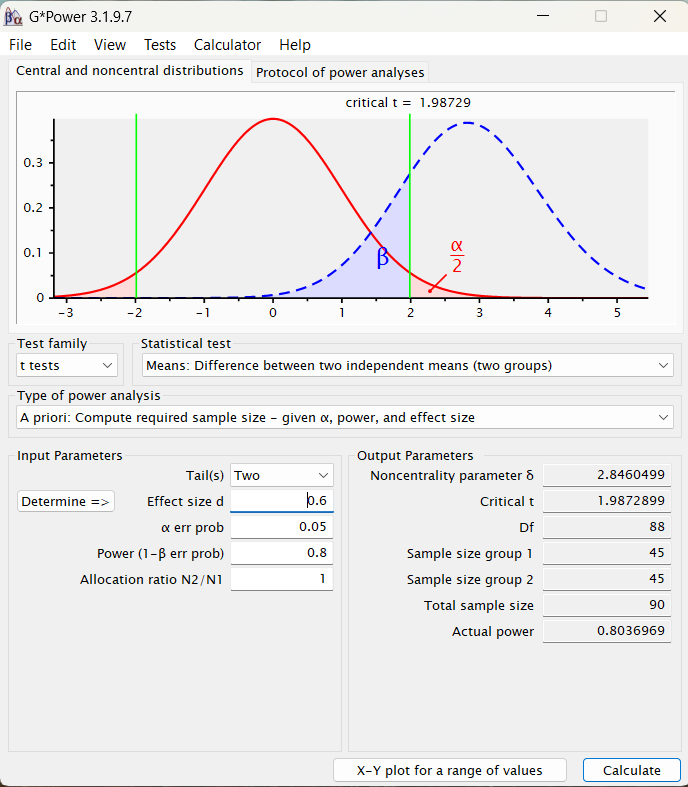 G*Power 3.1.9.7
File Edit View Tests Calculator Help
Central and noncentral distributions Protocol of power analyses
critical t = 1.98729
0.3
0.2
0.1
0
β
α
2
-3 -2 -1 0 1 2 3 4 5
Test family
t tests
Statistical test
Means: Difference between two independent means (two groups)
Type of power analysis
A priori: Compute required sample size - given α, power, and effect size
Input Parameters
Tail(s) Two
Determine => Effect size d 0.6
α err prob 0.05
Power (1-β err prob) 0.8
Allocation ratio N2/N1 1
Output Parameters
Noncentrality parameter δ 2.8460499
Critical t 1.9872899
Df 88
Sample size group 1 45
Sample size group 2 45
Total sample size 90
Actual power 0.8036969
X-Y plot for a range of values Calculate